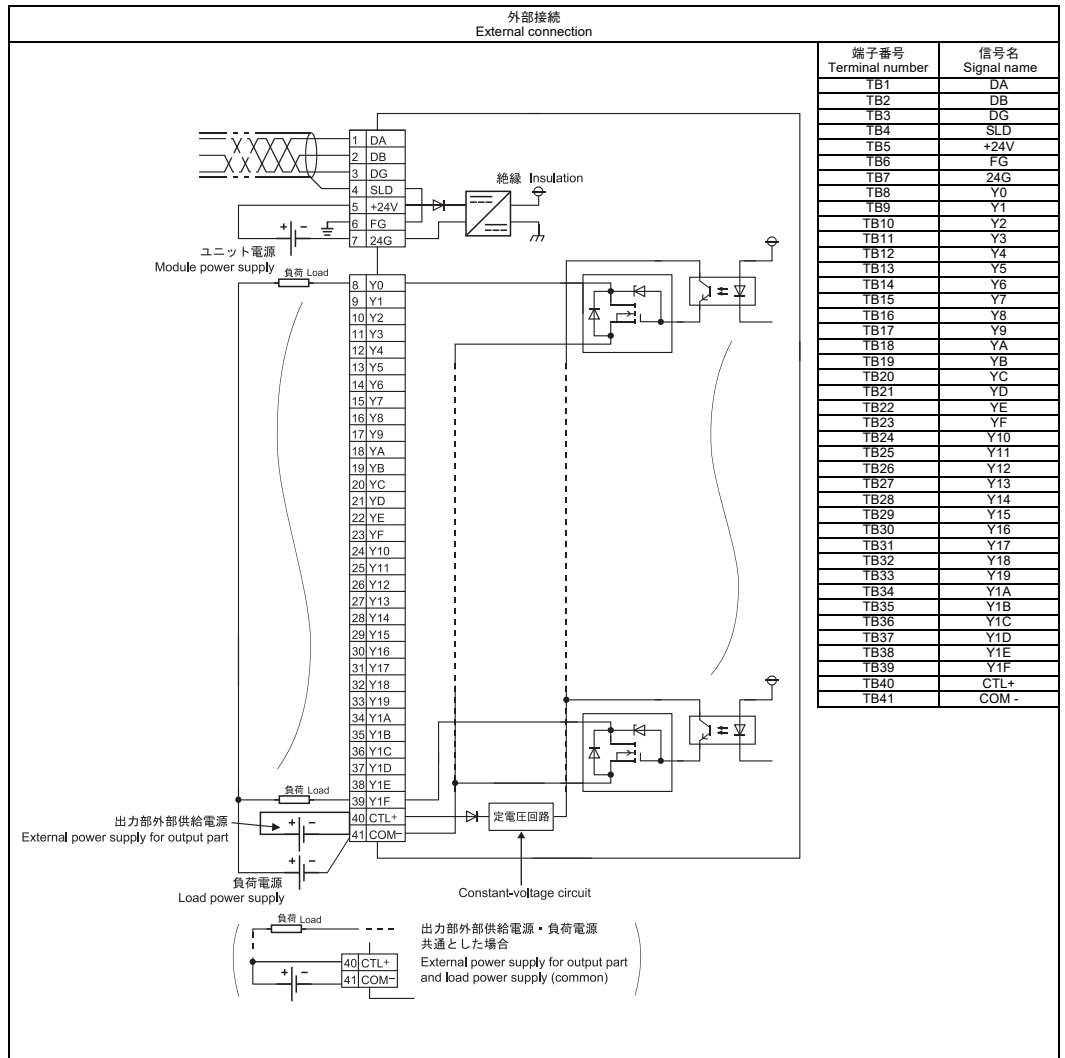 外部接続
External connection
端子番号 信号名
Terminal number Signal name
TB1 DA
TB2 DB
TB3 DG
TB4 SLD
TB5 +24V
TB6 FG
TB7 24G
TB8 Y0
TB9 Y1
TB10 Y2
TB11 Y3
TB12 Y4
TB13 Y5
TB14 Y6
TB15 Y7
TB16 Y8
TB17 Y9
TB18 YA
TB19 YB
TB20 YC
TB21 YD
TB22 YE
TB23 YF
TB24 Y10
TB25 Y11
TB26 Y12
TB27 Y13
TB28 Y14
TB29 Y15
TB30 Y16
TB31 Y17
TB32 Y18
TB33 Y19
TB34 Y1A
TB35 Y1B
TB36 Y1C
TB37 Y1D
TB38 Y1E
TB39 Y1F
TB40 CTL+
TB41 COM -
1 DA
2 DB
3 DG
4 SLD
5 +24V
6 FG
7 24G
絶縁 Insulation
+ −
ユニット電源
Module power supply
負荷 Load
8 Y0
9 Y1
10 Y2
11 Y3
12 Y4
13 Y5
14 Y6
15 Y7
16 Y8
17 Y9
18 YA
19 YB
20 YC
21 YD
22 YE
23 YF
24 Y10
25 Y11
26 Y12
27 Y13
28 Y14
29 Y15
30 Y16
31 Y17
32 Y18
33 Y19
34 Y1A
35 Y1B
36 Y1C
37 Y1D
38 Y1E
39 Y1F
40 CTL+
41 COM−
負荷 Load
出力部外部供給電源
External power supply for output part
+ −
+ −
負荷電源
Load power supply
定電圧回路
Constant-voltage circuit
負荷 Load
40 CTL+
41 COM−
+ −
出力部外部供給電源・負荷電源
共通とした場合
External power supply for output part
and load power supply (common)